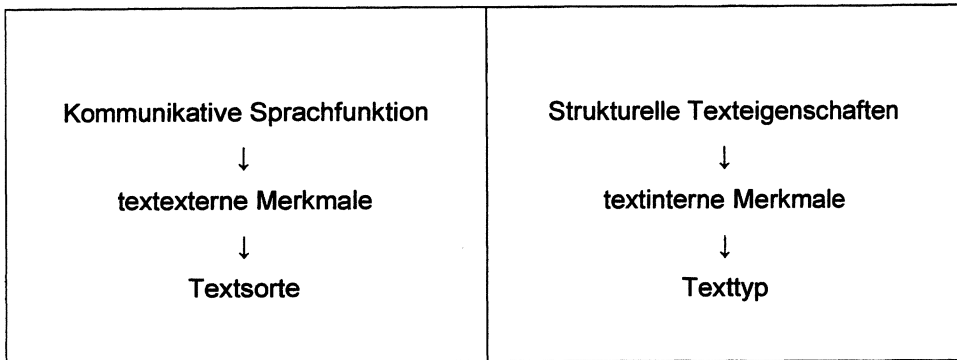 Kommunikative Sprachfunktion
↓
textexterne Merkmale
↓
Textsorte
Strukturelle Texteigenschaften
↓
textinterne Merkmale
↓
Texttyp